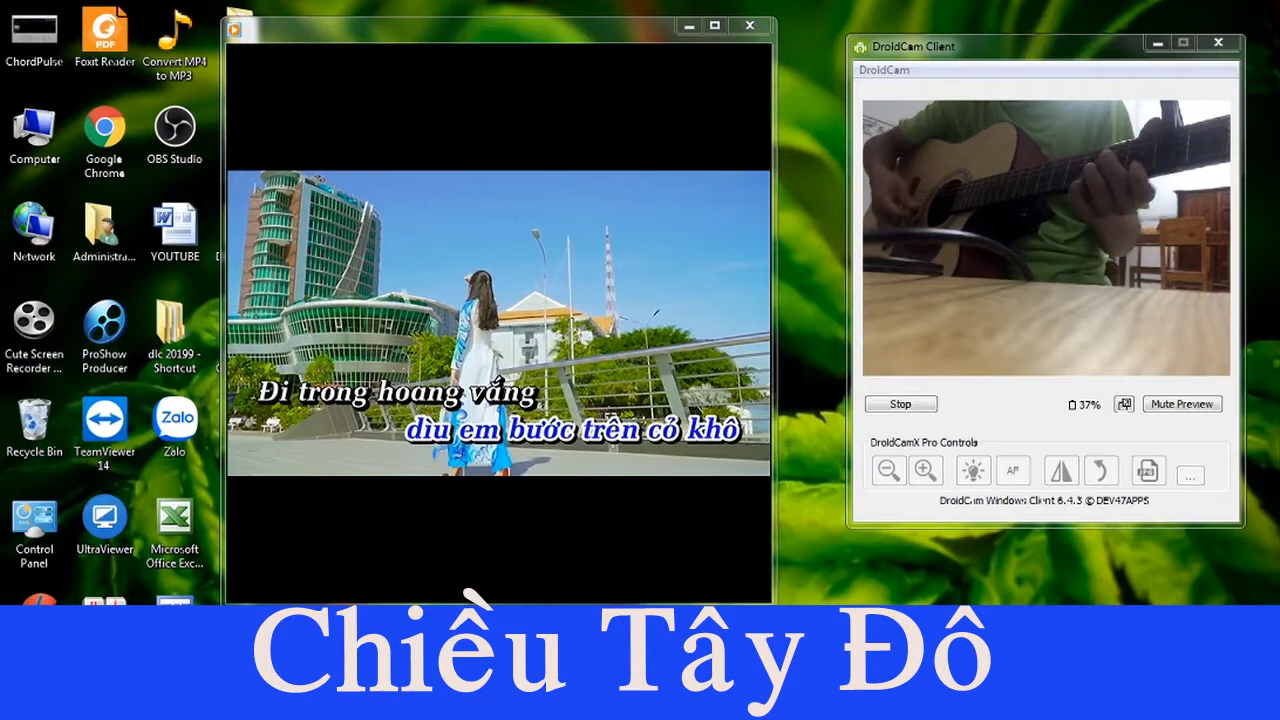 ChordPulse
Foxit Reader
Convert MP4
to MP3
Computer
Google
Chrome
OBS Studio
Network
Administra...
YOUTUBE
Cute Screen
Recorder ...
ProShow
Producer
dlc 20199 -
Shortcut
Recycle Bin
TeamViewer
14
Zalo
Zalo
Control
Panel
UltraViewer
Microsoft
Office Exc...
PDF
Đi trong hoang vắng
dìu em bước trên cỏ khô
DroidCam Client
DroidCam
Stop
37%
Mute Preview
DroidCamX Pro Controls
AF
JPG
...
DroidCam Windows Client 6.4.3 © DEV47APPS
Chiều Tây Đô